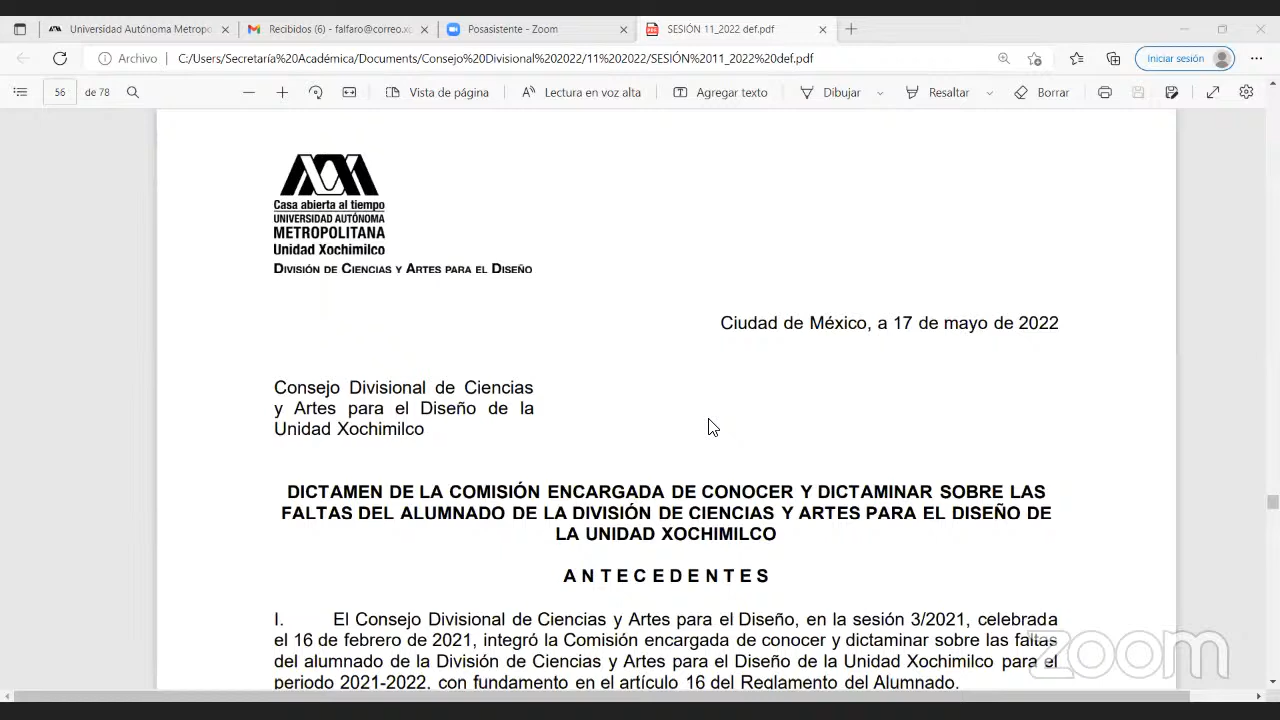 Universidad Autónoma Metropo
Recibidos (6) - falfaro@correo.xc
Posasistente - Zoom
SESIÓN 11_2022 def.pdf
Archivo
C:/Users/Secretaría%20Académica/Documents/Consejo%20Divisional%202022/11%202022/SESIÓN%2011_2022%20def.pdf
Iniciar sesión
56 de 78
Vista de página
Lectura en voz alta
Agregar texto
Dibujar
Resaltar
Borrar
Casa abierta al tiempo
UNIVERSIDAD AUTÓNOMA
METROPOLITANA
Unidad Xochimilco
DIVISIÓN DE CIENCIAS Y ARTES PARA EL DISEÑO
Ciudad de México, a 17 de mayo de 2022
Consejo Divisional de Ciencias
y Artes para el Diseño de la
Unidad Xochimilco
DICTAMEN DE LA COMISIÓN ENCARGADA DE CONOCER Y DICTAMINAR SOBRE LAS
FALTAS DEL ALUMNADO DE LA DIVISIÓN DE CIENCIAS Y ARTES PARA EL DISEÑO DE
LA UNIDAD XOCHIMILCO
A N T E C E D E N T E S
I. El Consejo Divisional de Ciencias y Artes para el Diseño, en la sesión 3/2021, celebrada
el 16 de febrero de 2021, integró la Comisión encargada de conocer y dictaminar sobre las faltas
del alumnado de la División de Ciencias y Artes para el Diseño de la Unidad Xochimilco para el
periodo 2021-2022, con fundamento en el artículo 16 del Reglamento del Alumnado.
zoom